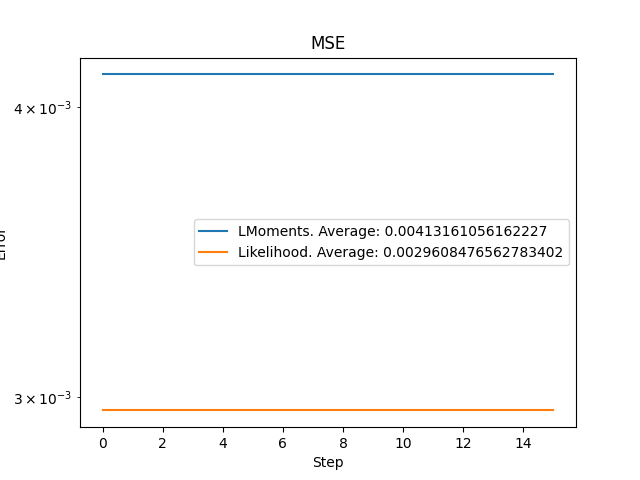 MSE
4 × 10⁻³
Error
LMoments. Average: 0.00413161056162227
Likelihood. Average: 0.0029608476562783402
3 × 10⁻³
0 2 4 6 8 10 12 14
Step